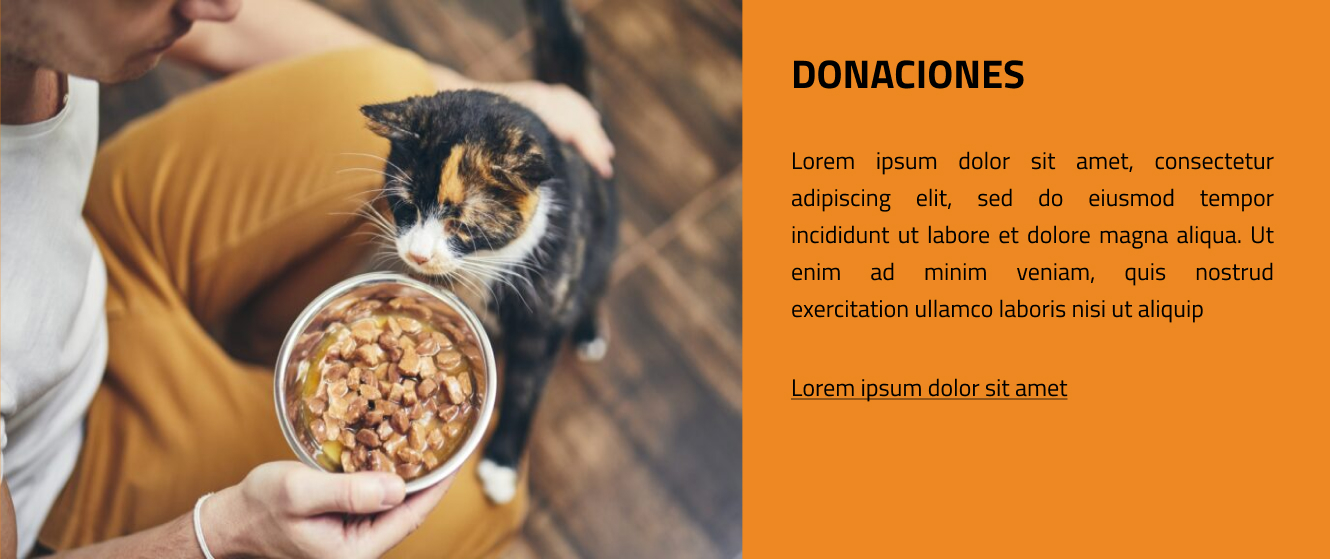 DONACIONES
Lorem ipsum dolor sit amet, consectetur
adipiscing elit, sed do eiusmod tempor
incididunt ut labore et dolore magna aliqua. Ut
enim ad minim veniam, quis nostrud
exercitation ullamco laboris nisi ut aliquip
Lorem ipsum dolor sit amet